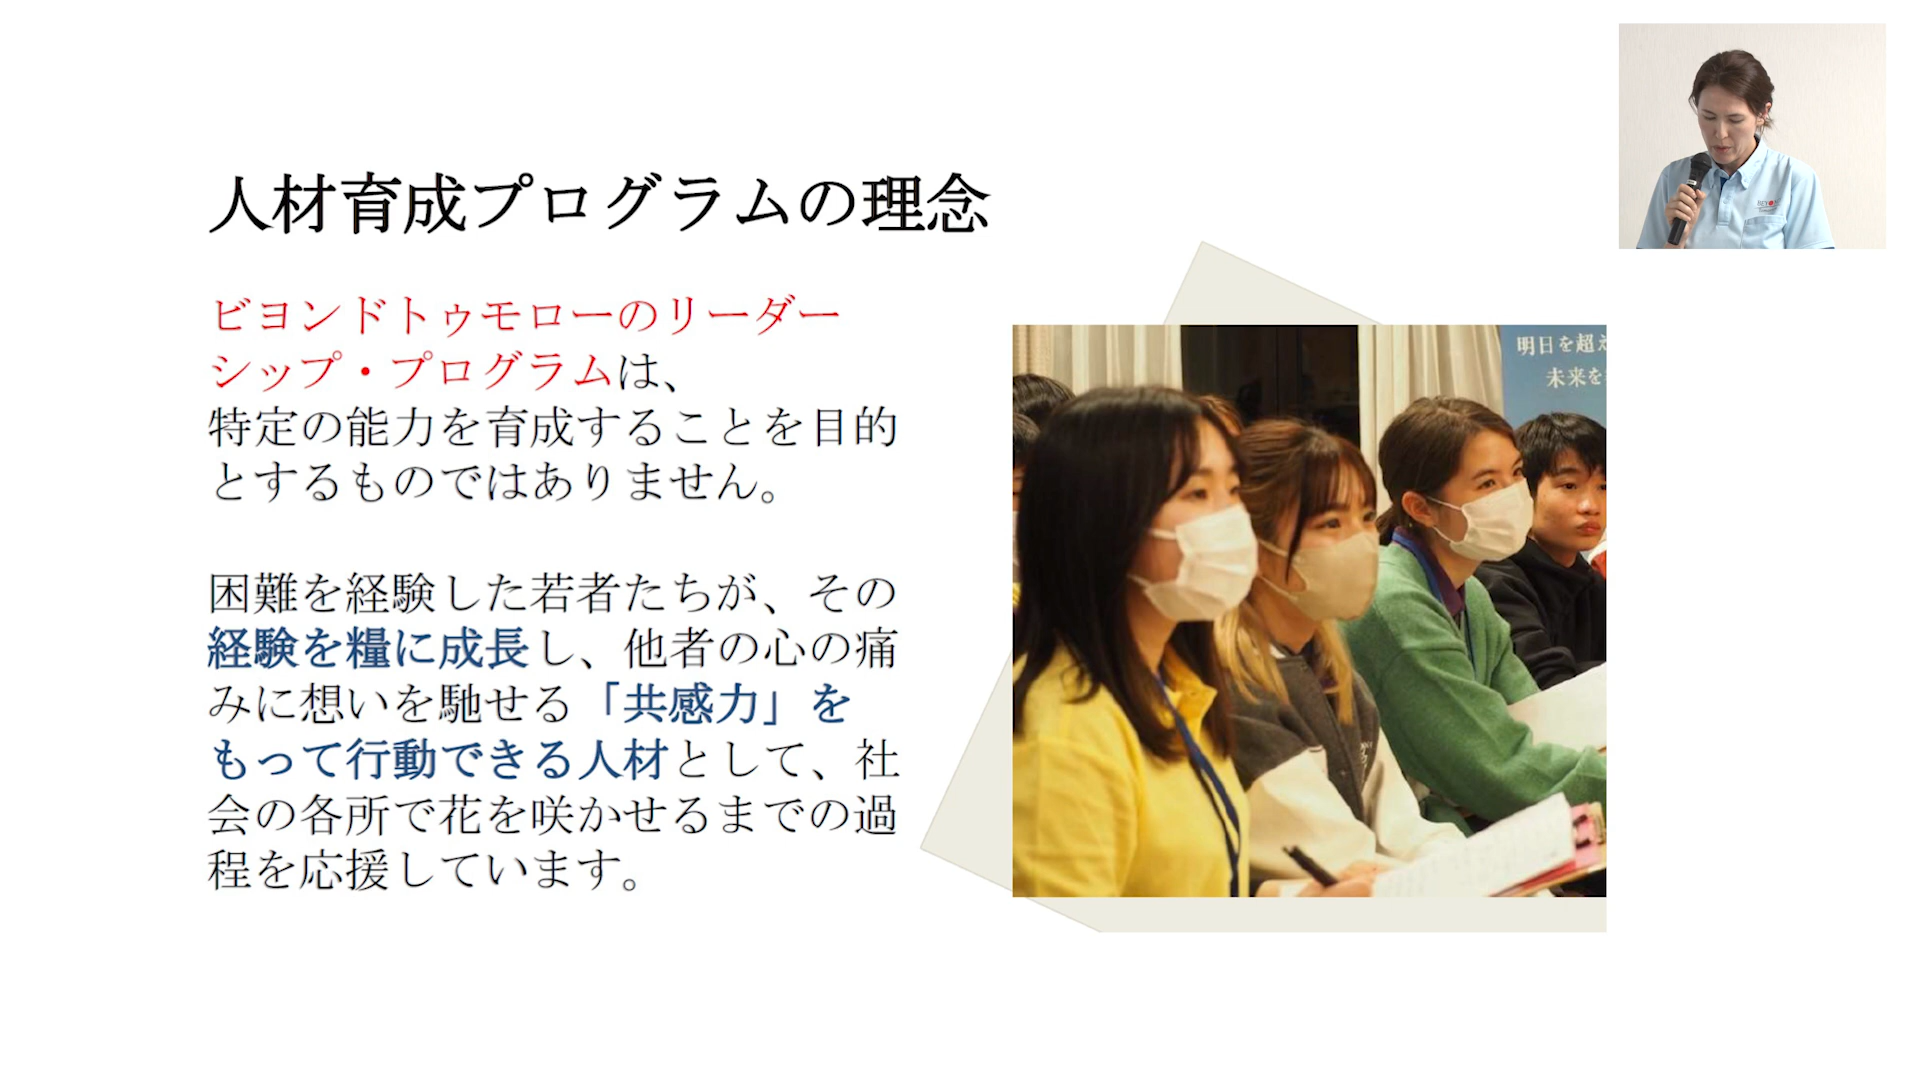 人材育成プログラムの理念
ビヨンドトゥモローのリーダー
シップ・プログラムは、
特定の能力を育成することを目的
とするものではありません。
困難を経験した若者たちが、その
経験を糧に成長し、他者の心の痛
みに想いを馳せる「共感力」を
もって行動できる人材として、社
会の各所で花を咲かせるまでの過
程を応援しています。
明日を超え
未来を